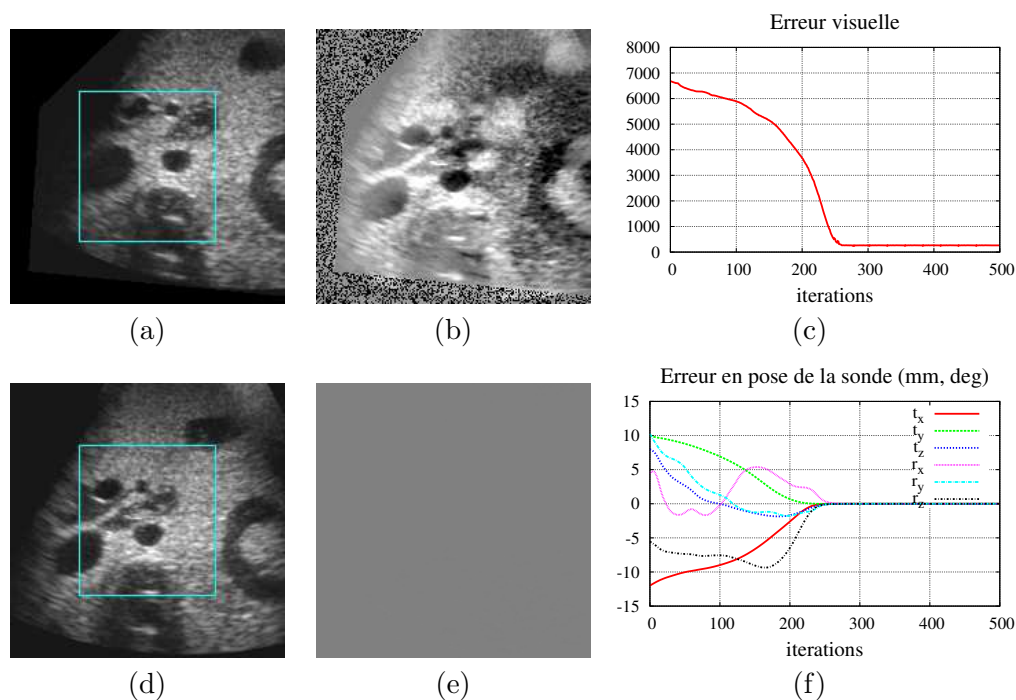 Erreur visuelle
8000
7000
6000
5000
4000
3000
2000
1000
0
0 100 200 300 400 500
iterations
(a) (b) (c)
Erreur en pose de la sonde (mm, deg)
15
10
5
0
-5
-10
-15
t_x
t_y
t_z
r_x
r_y
r_z
0 100 200 300 400 500
iterations
(d) (e) (f)